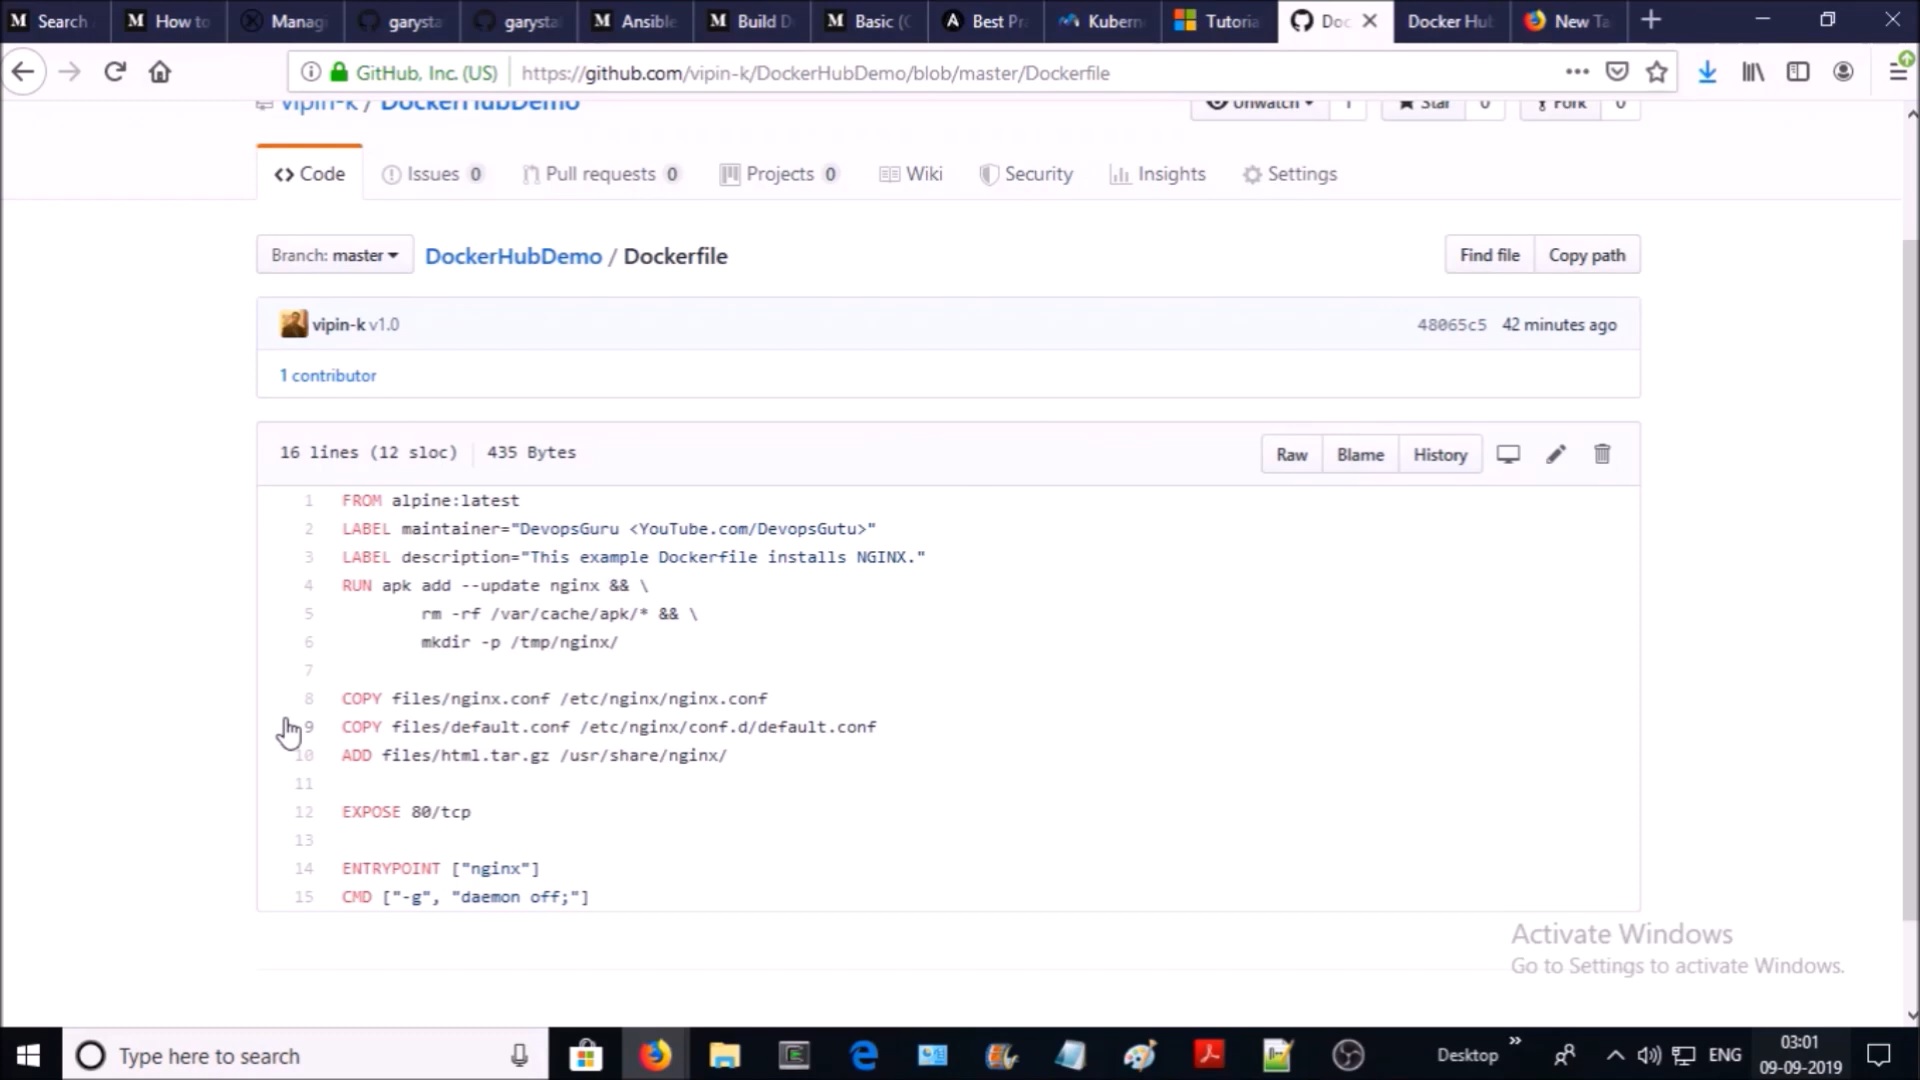 Search
How to
Manag
garysta
garysta
Ansible
Build D
Basic (C
Best Pr
Kubern
Tutoria
Doc
Docker Hub
New Ta
GitHub, Inc. (US)
https://github.com/vipin-k/DockerHubDemo/blob/master/Dockerfile
vipin-k / DockerHubDemo
Unwatch 1
Star 0
Fork 0
Code
Issues 0
Pull requests 0
Projects 0
Wiki
Security
Insights
Settings
Branch: master
DockerHubDemo / Dockerfile
Find file
Copy path
vipin-k v1.0
48065c5 42 minutes ago
1 contributor
16 lines (12 sloc) 435 Bytes
Raw
Blame
History
1 FROM alpine:latest
2 LABEL maintainer="DevopsGuru <YouTube.com/DevopsGutu>"
3 LABEL description="This example Dockerfile installs NGINX."
4 RUN apk add --update nginx && \
5 rm -rf /var/cache/apk/* && \
6 mkdir -p /tmp/nginx/
7
8 COPY files/nginx.conf /etc/nginx/nginx.conf
9 COPY files/default.conf /etc/nginx/conf.d/default.conf
10 ADD files/html.tar.gz /usr/share/nginx/
11
12 EXPOSE 80/tcp
13
14 ENTRYPOINT ["nginx"]
15 CMD ["-g", "daemon off;"]
Activate Windows
Go to Settings to activate Windows.
Type here to search
Desktop
ENG
03:01
09-09-2019